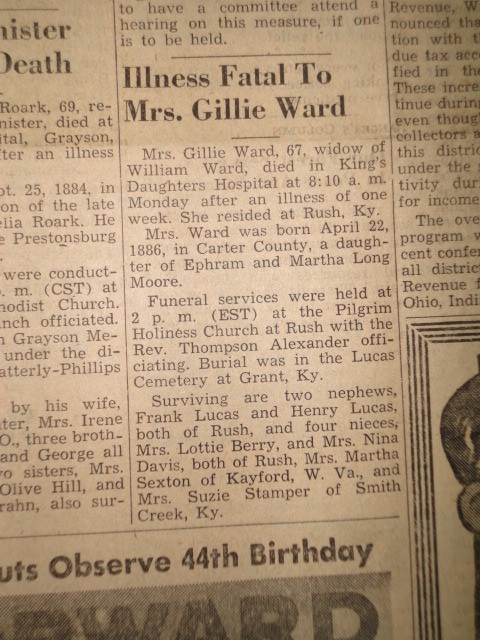 nister
Death
Roark, 69, re-
nister, died at
ital, Grayson,
fter an illness
pt. 25, 1884, in
on of the late
elia Roark. He
e Prestonsburg
were conduct-
. m. (CST) at
hodist Church.
nch officiated.
n Grayson Me-
under the di-
atterly-Phillips
by his wife,
ter, Mrs. Irene
O., three broth-
and George all
vo sisters, Mrs.
Olive Hill, and
rahn, also sur-
to have a committee attend a
hearing on this measure, if one
is to be held.
Illness Fatal To
Mrs. Gillie Ward
Mrs. Gillie Ward, 67, widow of
William Ward, died in King's
Daughters Hospital at 8:10 a. m.
Monday after an illness of one
week. She resided at Rush, Ky.
Mrs. Ward was born April 22,
1886, in Carter County, a daugh-
ter of Ephram and Martha Long
Moore.
Funeral services were held at
2 p. m. (EST) at the Pilgrim
Holiness Church at Rush with the
Rev. Thompson Alexander offi-
ciating. Burial was in the Lucas
Cemetery at Grant, Ky.
Surviving are two nephews,
Frank Lucas and Henry Lucas,
both of Rush, and four nieces,
Mrs. Lottie Berry, and Mrs. Nina
Davis, both of Rush, Mrs. Martha
Sexton of Kayford, W. Va., and
Mrs. Suzie Stamper of Smith
Creek, Ky.
Revenue, W
nounced tha
tion with t
due tax acc
fied in the
These incre
tinue during
even though
collectors a
this distric
under the
tivity duri
for income
The ove
program w
cent confer
all district
Revenue f
Ohio, Indi
uts Observe 44th Birthday
RWARD